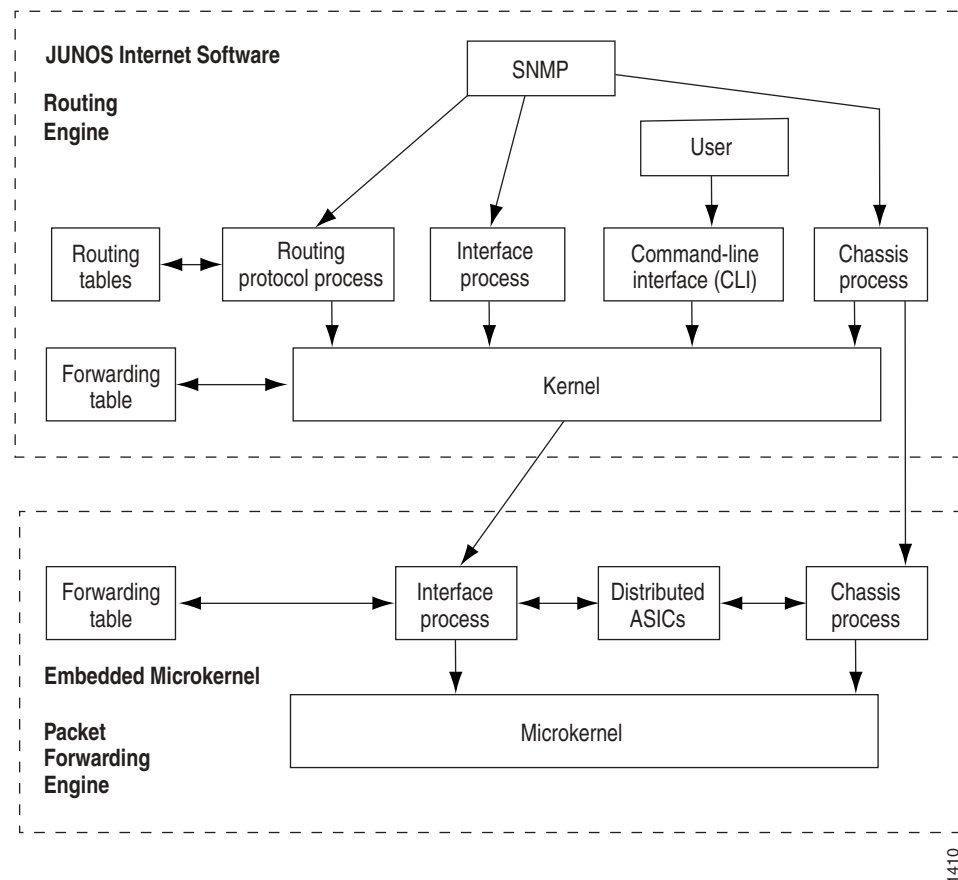 JUNOS Internet Software
Routing
Engine
SNMP
User
Routing
tables
Routing
protocol process
Interface
process
Command-line
interface (CLI)
Chassis
process
Forwarding
table
Kernel
Forwarding
table
Interface
process
Distributed
ASICs
Chassis
process
Embedded Microkernel
Packet
Forwarding
Engine
Microkernel
1410